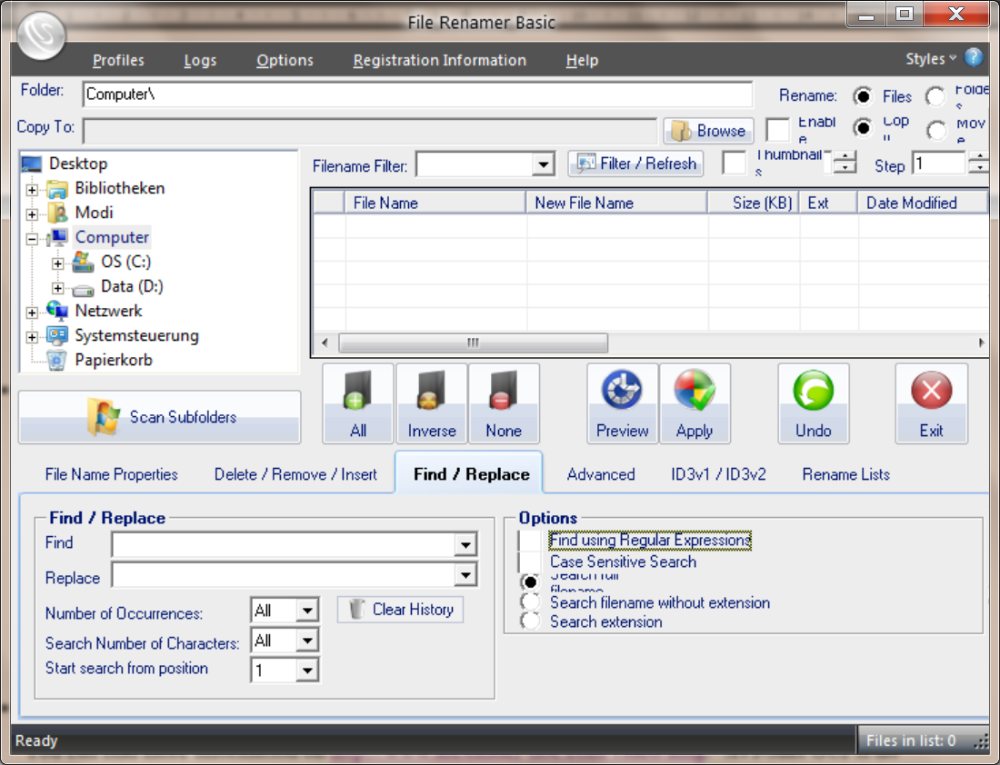 File Renamer Basic
Profiles Logs Options Registration Information Help Styles
Folder: Computer\ Rename: Files Folders
Copy To: Browse Enable Copy Move
Desktop
Bibliotheken
Modi
Computer
OS (C:)
Data (D:)
Netzwerk
Systemsteuerung
Papierkorb
Filename Filter: Filter / Refresh Thumbnails Step 1
File Name New File Name Size (KB) Ext Date Modified
Scan Subfolders
All Inverse None Preview Apply Undo Exit
File Name Properties Delete / Remove / Insert Find / Replace Advanced ID3v1 / ID3v2 Rename Lists
Find / Replace
Find
Replace
Number of Occurrences: All Clear History
Search Number of Characters: All
Start search from position 1
Options
Find using Regular Expressions
Case Sensitive Search
Search full
filename
Search filename without extension
Search extension
Ready Files in list: 0